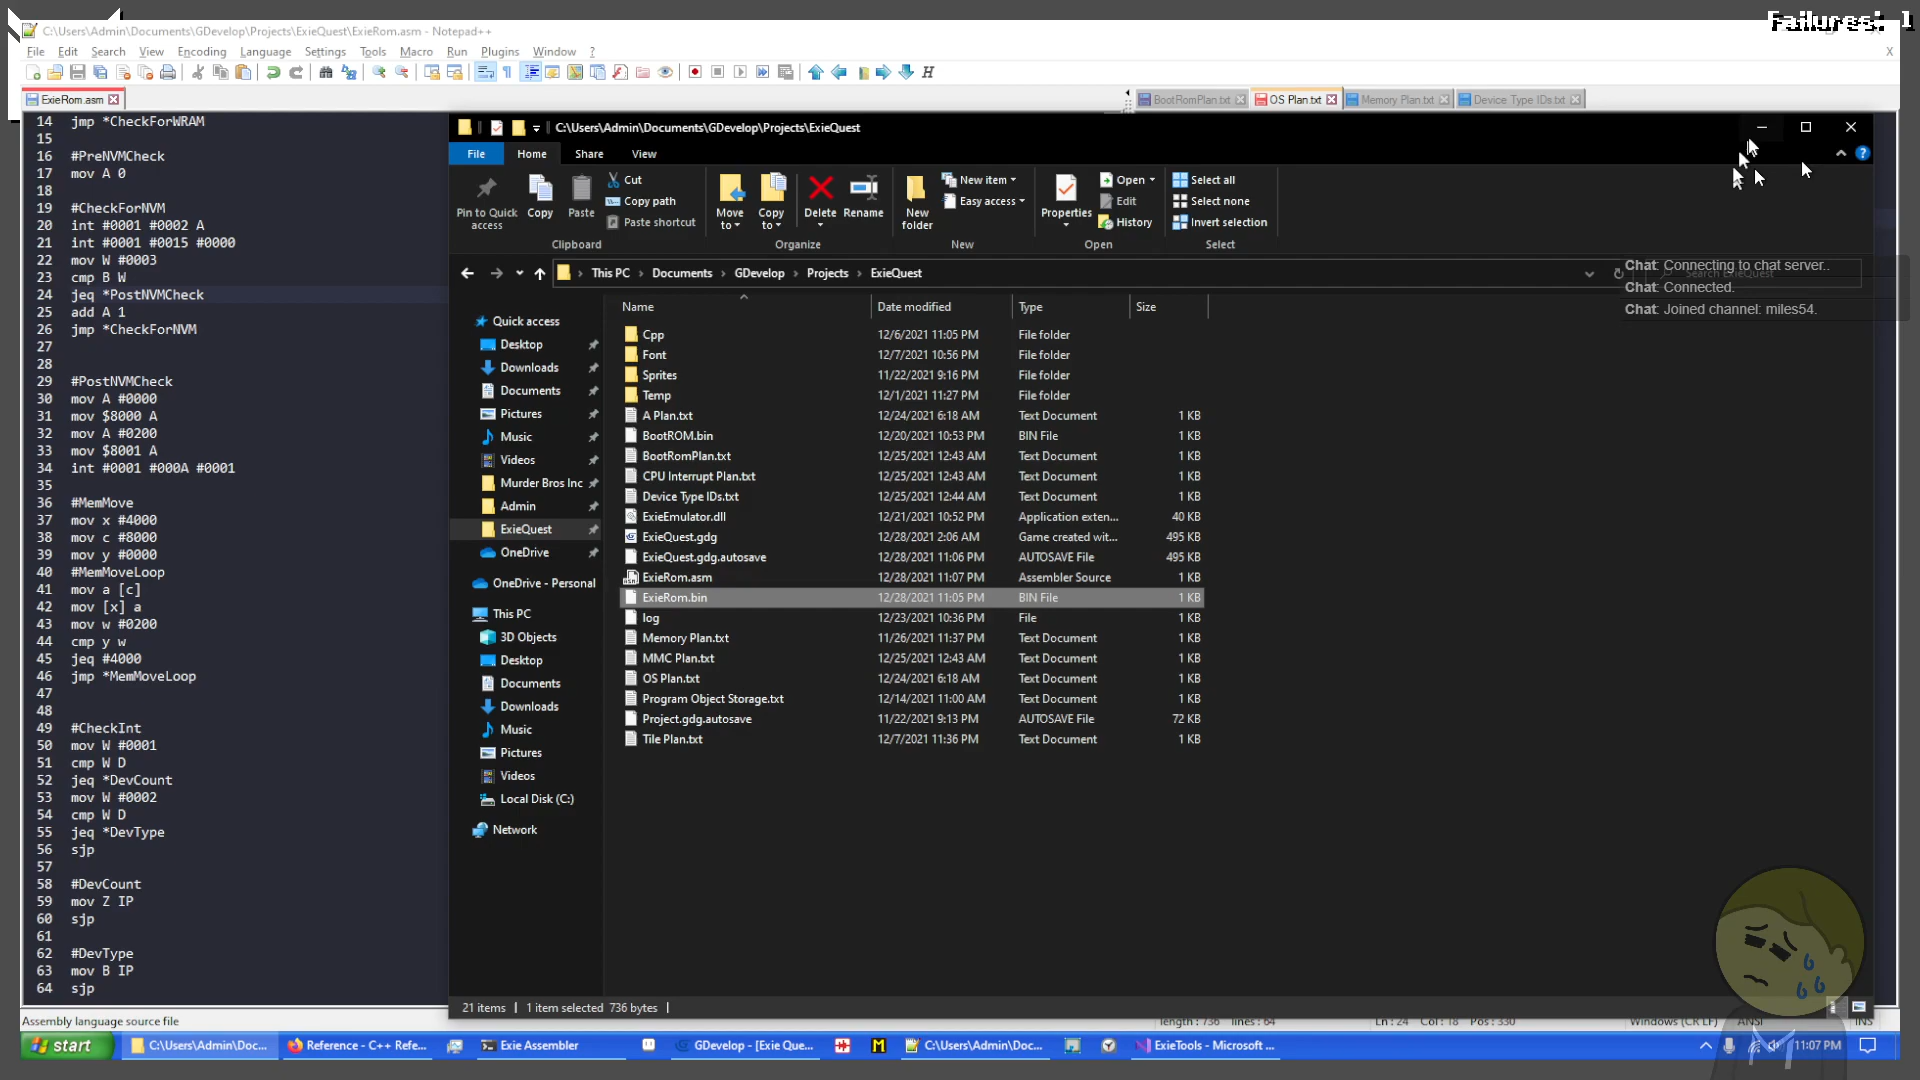 Failures: 1
C:\Users\Admin\Documents\GDevelop\Projects\ExieQuest\ExieRom.asm - Notepad++
File Edit Search View Encoding Language Settings Tools Macro Run Plugins Window ?
X
ExieRom.asm
BootRomPlan.txt
OS Plan.txt
Memory Plan.txt
Device Type IDs.txt
14 jmp *CheckForWRAM
15
16 #PreNVMCheck
17 mov A 0
18
19 #CheckForNVM
20 int #0001 #0002 A
21 int #0001 #0015 #0000
22 mov W #0003
23 cmp B W
24 jeq *PostNVMCheck
25 add A 1
26 jmp *CheckForNVM
27
28
29 #PostNVMCheck
30 mov A #0000
31 mov $8000 A
32 mov A #0200
33 mov $8001 A
34 int #0001 #000A #0001
35
36 #MemMove
37 mov x #4000
38 mov c #8000
39 mov y #0000
40 #MemMoveLoop
41 mov a [c]
42 mov [x] a
43 mov w #0200
44 cmp y w
45 jeq #4000
46 jmp *MemMoveLoop
47
48
49 #CheckInt
50 mov W #0001
51 cmp W D
52 jeq *DevCount
53 mov W #0002
54 cmp W D
55 jeq *DevType
56 sjp
57
58 #DevCount
59 mov Z IP
60 sjp
61
62 #DevType
63 mov B IP
64 sjp
C:\Users\Admin\Documents\GDevelop\Projects\ExieQuest
File Home Share View
Pin to Quick access
Copy
Paste
Cut
Copy path
Paste shortcut
Clipboard
Move to
Copy to
Delete
Rename
Organize
New folder
New item
Easy access
New
Properties
Open
Edit
History
Open
Select all
Select none
Invert selection
Select
This PC > Documents > GDevelop > Projects > ExieQuest
Search ExieQuest
Chat: Connecting to chat server..
Chat: Connected.
Chat: Joined channel: miles54.
Quick access
Desktop
Downloads
Documents
Pictures
Music
Videos
Murder Bros Inc
Admin
ExieQuest
OneDrive
OneDrive - Personal
This PC
3D Objects
Desktop
Documents
Downloads
Music
Pictures
Videos
Local Disk (C:)
Network
Name Date modified Type Size
Cpp 12/6/2021 11:05 PM File folder
Font 12/7/2021 10:56 PM File folder
Sprites 11/22/2021 9:16 PM File folder
Temp 12/1/2021 11:27 PM File folder
A Plan.txt 12/24/2021 6:18 AM Text Document 1 KB
BootROM.bin 12/20/2021 10:53 PM BIN File 1 KB
BootRomPlan.txt 12/25/2021 12:43 AM Text Document 1 KB
CPU Interrupt Plan.txt 12/25/2021 12:43 AM Text Document 1 KB
Device Type IDs.txt 12/25/2021 12:44 AM Text Document 1 KB
ExieEmulator.dll 12/21/2021 10:52 PM Application exten... 40 KB
ExieQuest.gdg 12/28/2021 2:06 AM Game created wit... 495 KB
ExieQuest.gdg.autosave 12/28/2021 11:06 PM AUTOSAVE File 495 KB
ExieRom.asm 12/28/2021 11:07 PM Assembler Source 1 KB
ExieRom.bin 12/28/2021 11:05 PM BIN File 1 KB
log 12/23/2021 10:36 PM File 1 KB
Memory Plan.txt 11/26/2021 11:37 PM Text Document 1 KB
MMC Plan.txt 12/25/2021 12:43 AM Text Document 1 KB
OS Plan.txt 12/24/2021 6:18 AM Text Document 1 KB
Program Object Storage.txt 12/14/2021 11:00 AM Text Document 1 KB
Project.gdg.autosave 11/22/2021 9:13 PM AUTOSAVE File 72 KB
Tile Plan.txt 12/7/2021 11:36 PM Text Document 1 KB
21 items 1 item selected 736 bytes
Assembly language source file
length : 736 lines : 64
Ln : 24 Col : 18 Pos : 330
Windows (CR LF) ANSI INS
start
C:\Users\Admin\Doc...
Reference - C++ Refe...
Exie Assembler
GDevelop - [Exie Que...
C:\Users\Admin\Doc...
ExieTools - Microsoft ...
11:07 PM